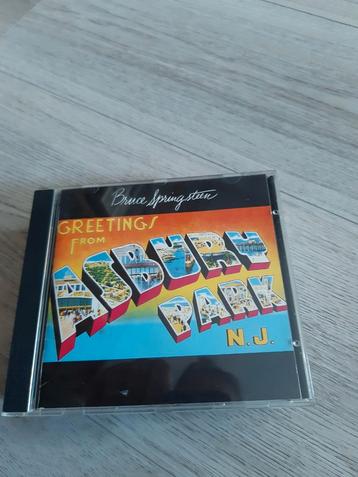 Bruce Springsteen
GREETINGS
FROM
ASBURY
PARK
N.J.